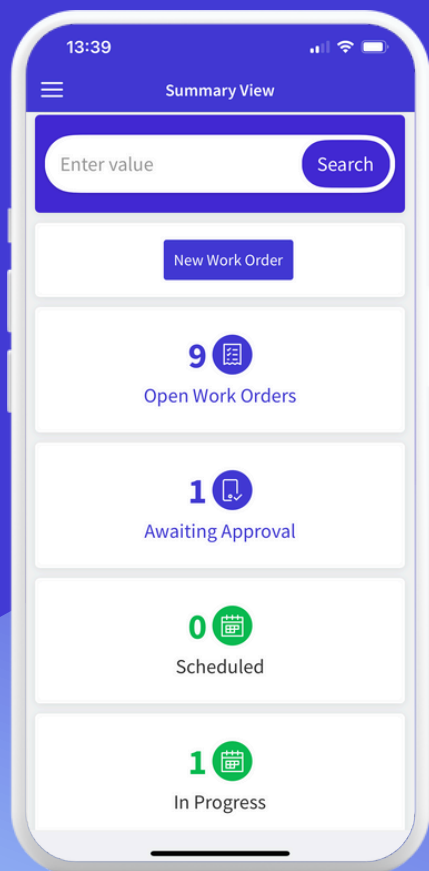 13:39
Summary View
Enter value
Search
New Work Order
9
Open Work Orders
1
Awaiting Approval
0
Scheduled
1
In Progress